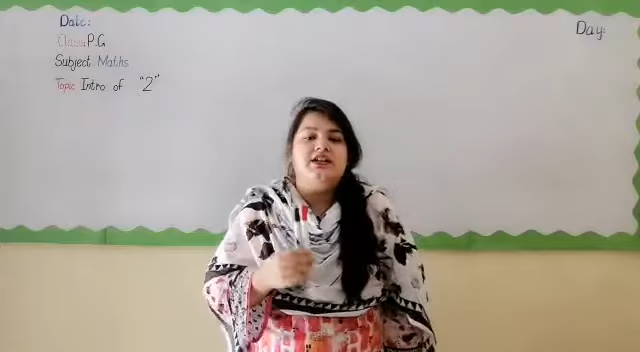 Date:
Day:
Class P.G
Subject. Maths
Topic Intro of "2"